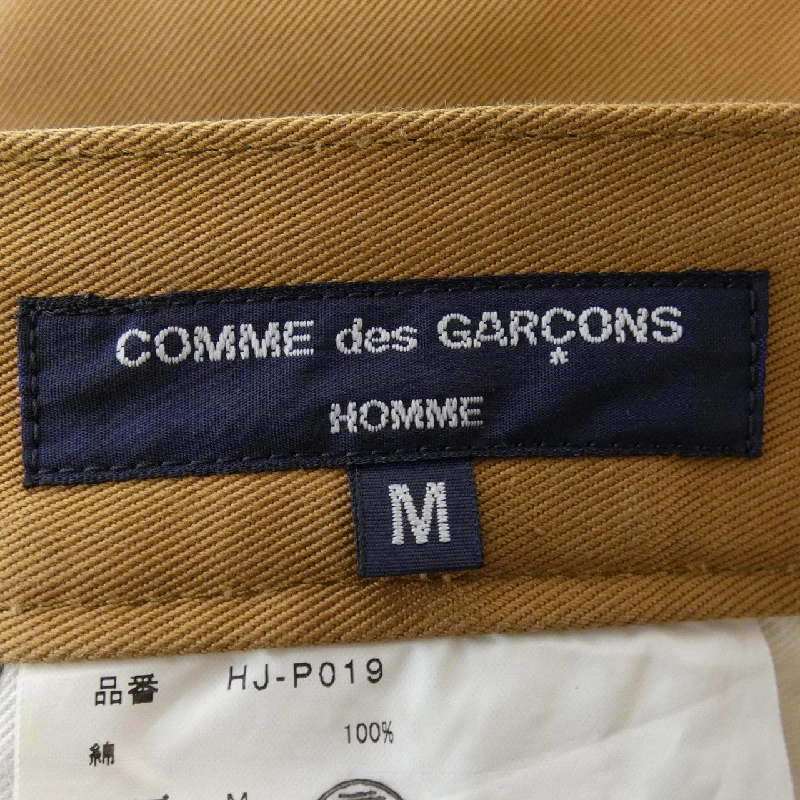 COMME des GARÇONS
HOMME
M
品番 HJ-P019
綿 100%
M